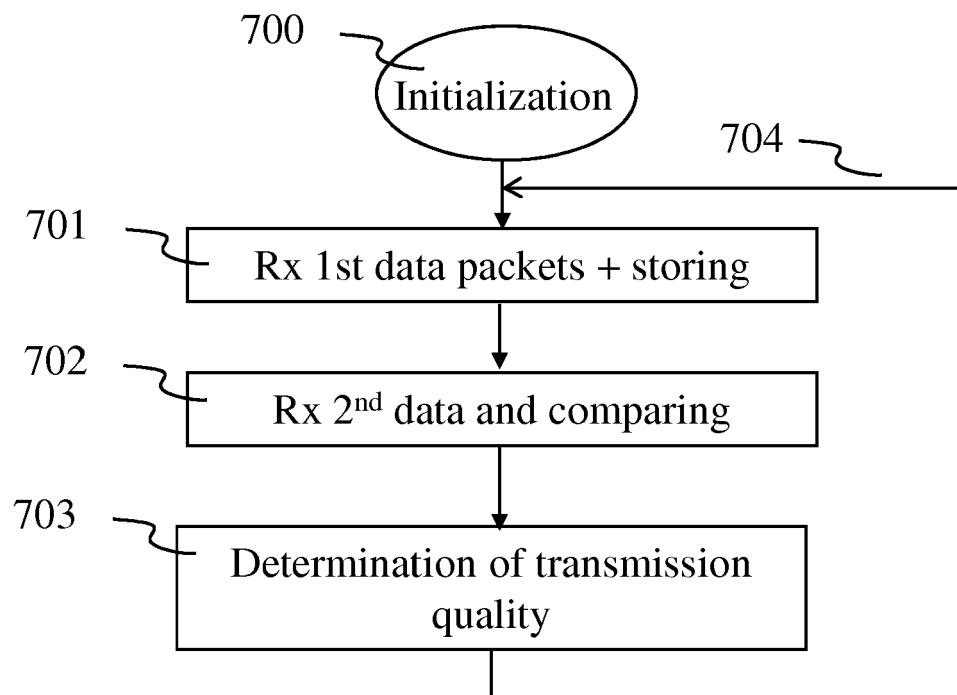 700
Initialization
704
701
Rx 1st data packets + storing
702
Rx 2nd data and comparing
703
Determination of transmission
quality